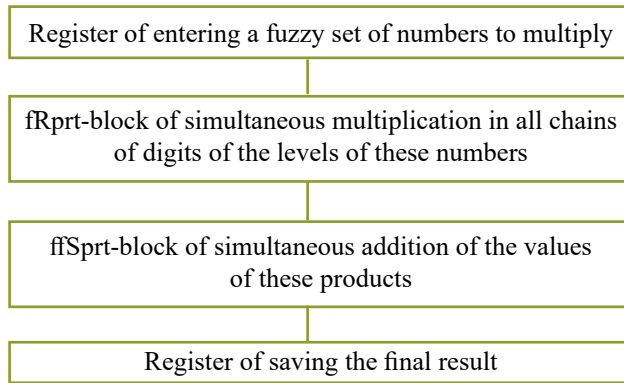 Register of entering a fuzzy set of numbers to multiply
fRprt-block of simultaneous multiplication in all chains
of digits of the levels of these numbers
ffSprt-block of simultaneous addition of the values
of these products
Register of saving the final result